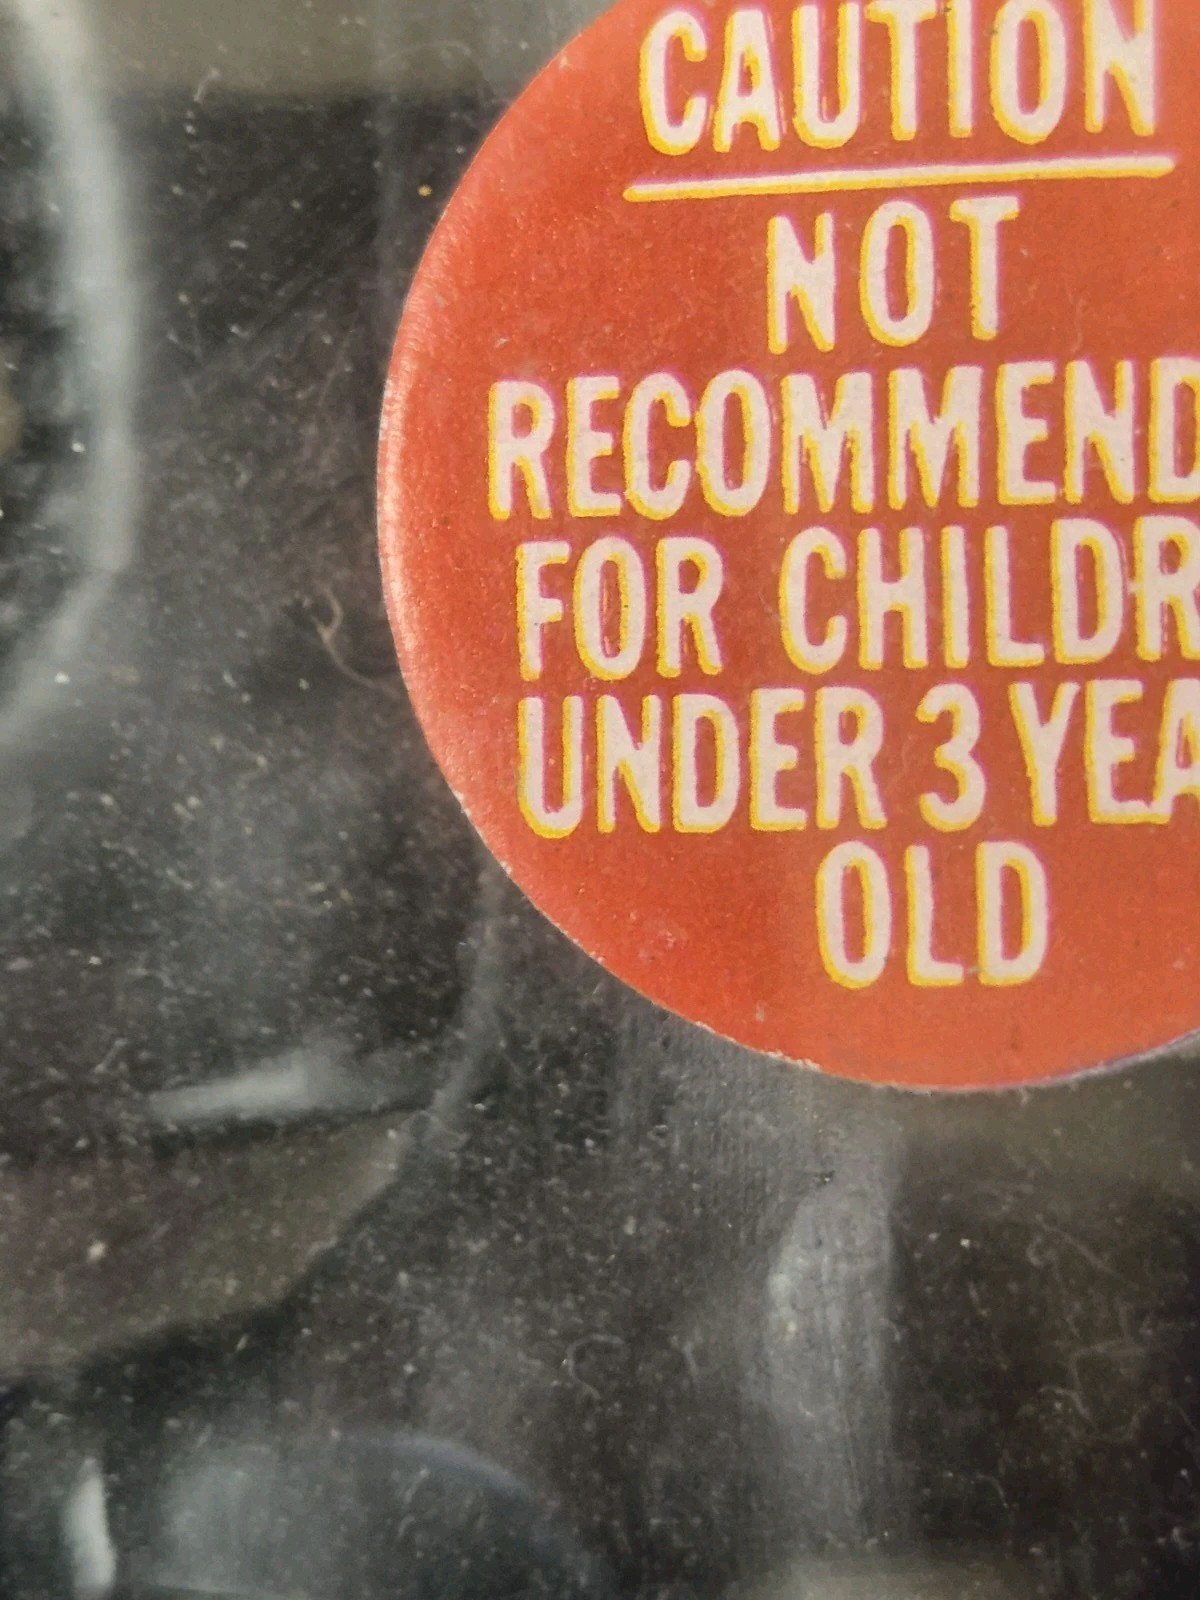 CAUTION
NOT
RECOMMEND
FOR CHILDR
UNDER 3 YEA
OLD